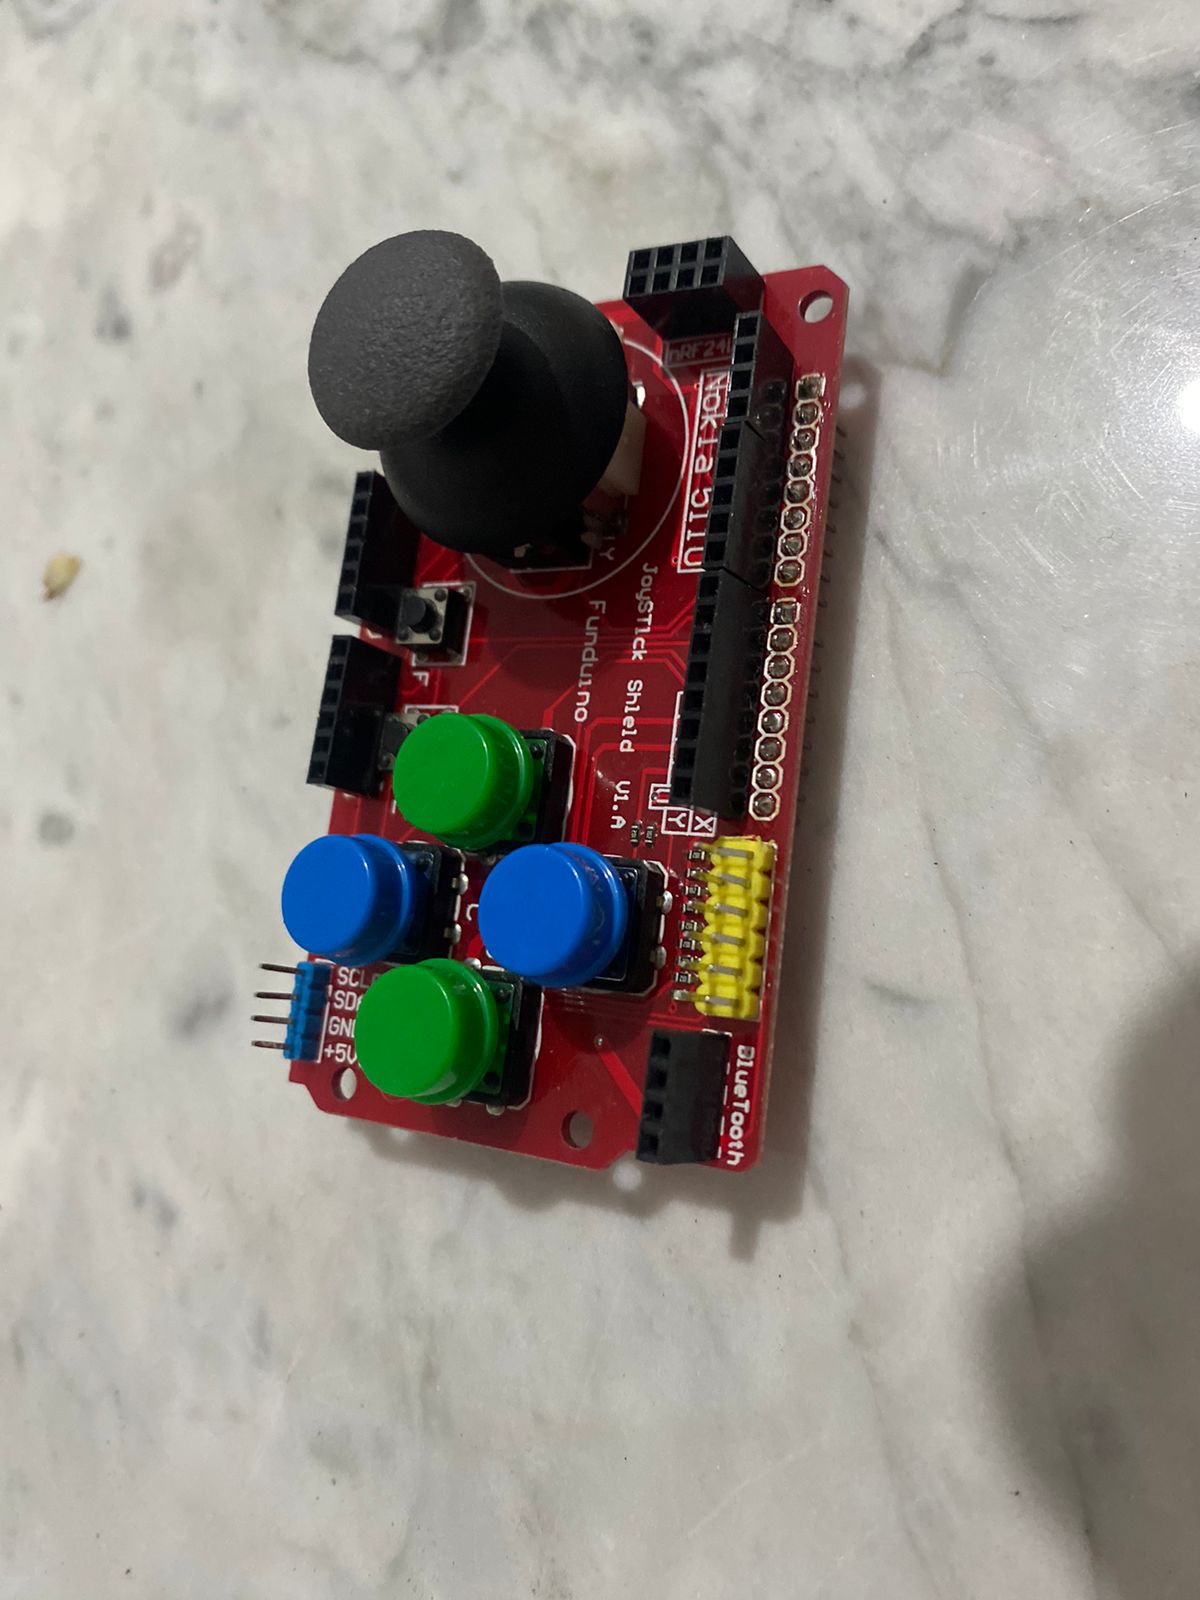 nRF24L
Nokia 5110
JoySTick Shield V1.A
Funduino
Y
F
U
Y
X
SCL
SDA
GND
+5V
BlueTooth